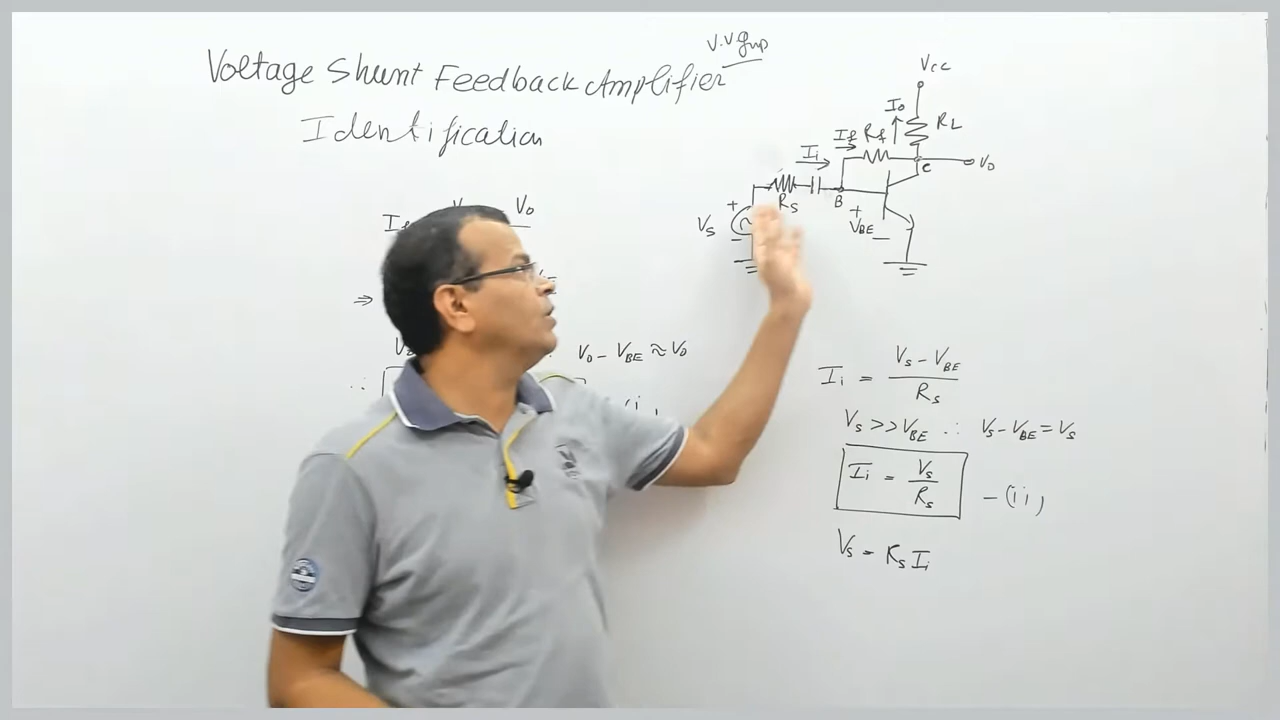 V.V Gmp
Voltage Shunt Feedback Amplifier
Identification
Vcc
Io
RL
If Rf
Ii
Vo
C
B
Rs
+
Vs
−
+
VBE
−
Vo
⇒
Vo − VBE ≈ Vo
∴
(i)
Ii = Vs − VBE / Rs
Vs >> VBE ∴ Vs − VBE = Vs
Ii = Vs / Rs − (ii)
Vs = Rs Ii